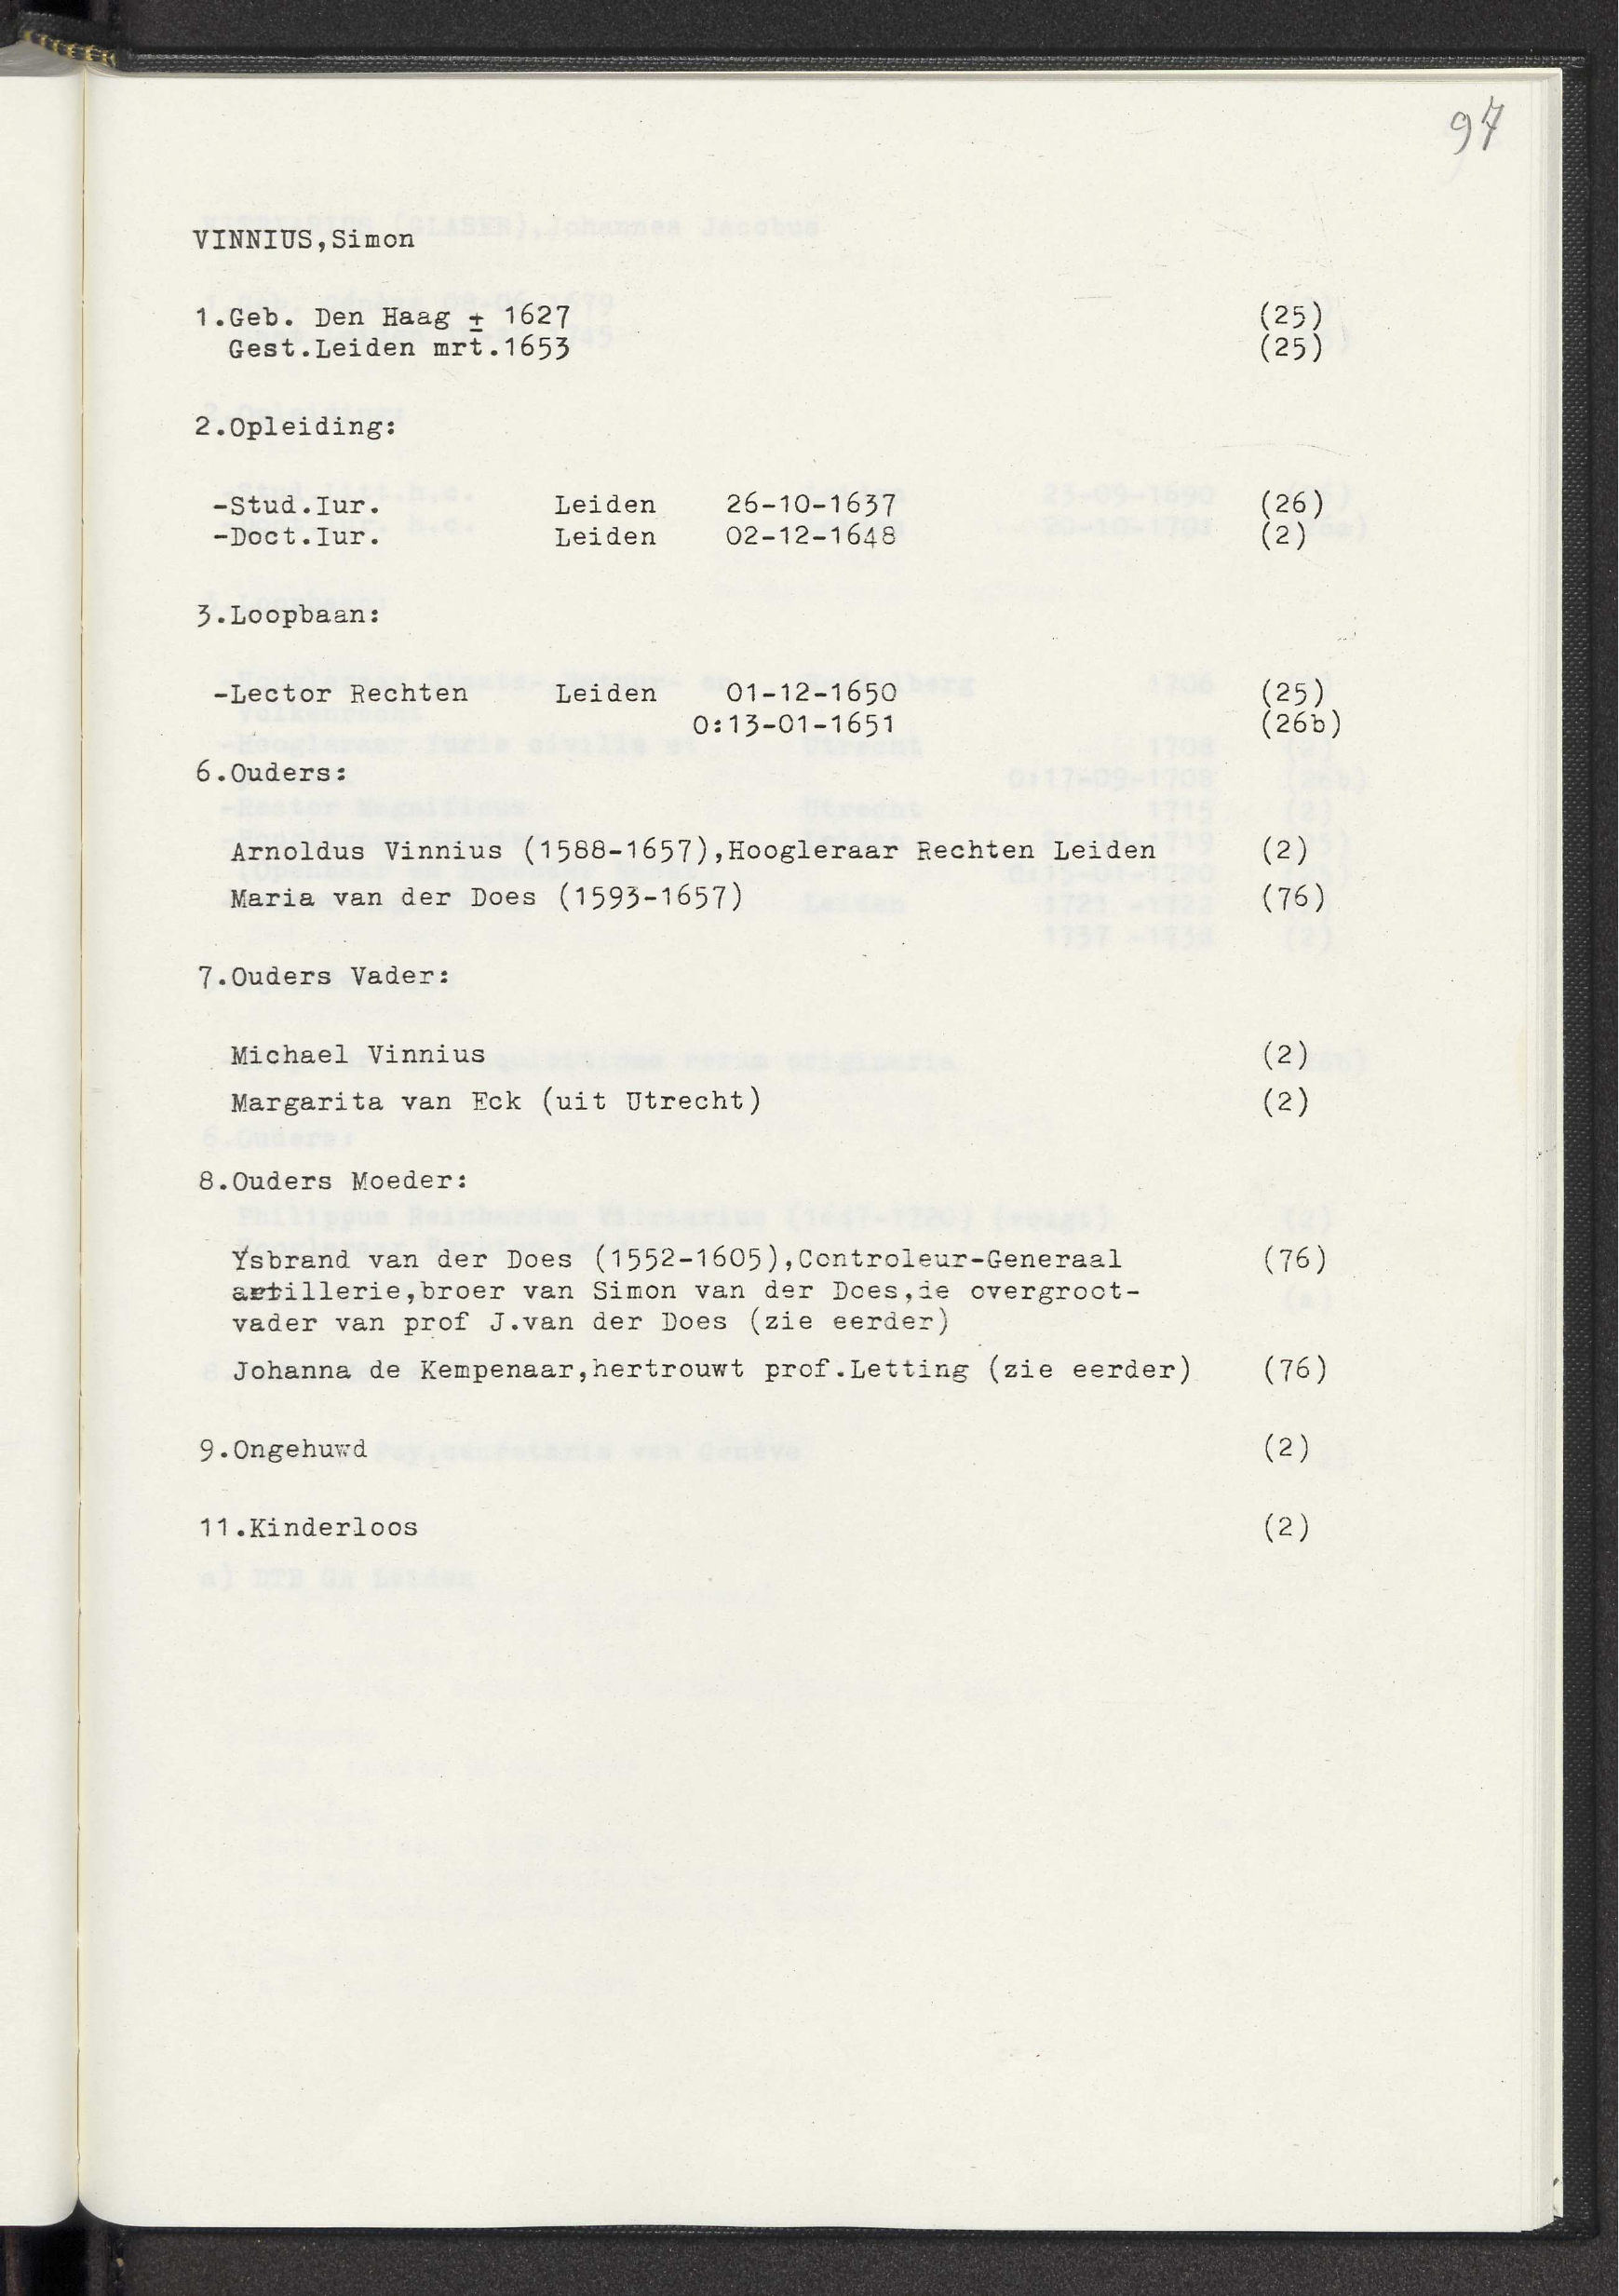 97
VINNIUS,Simon
1.Geb. Den Haag ± 1627 (25)
Gest.Leiden mrt.1653 (25)
2.Opleiding:
-Stud.Iur. Leiden 26-10-1637 (26)
-Doct.Iur. Leiden 02-12-1648 (2)
3.Loopbaan:
-Lector Rechten Leiden 01-12-1650 (25)
0:13-01-1651 (26b)
6.Ouders:
Arnoldus Vinnius (1588-1657),Hoogleraar Rechten Leiden (2)
Maria van der Does (1593-1657) (76)
7.Ouders Vader:
Michael Vinnius (2)
Margarita van Eck (uit Utrecht) (2)
8.Ouders Moeder:
Ysbrand van der Does (1552-1605),Controleur-Generaal (76)
artillerie,broer van Simon van der Does,de overgroot-
vader van prof J.van der Does (zie eerder)
Johanna de Kempenaar,hertrouwt prof.Letting (zie eerder) (76)
9.Ongehuwd (2)
11.Kinderloos (2)